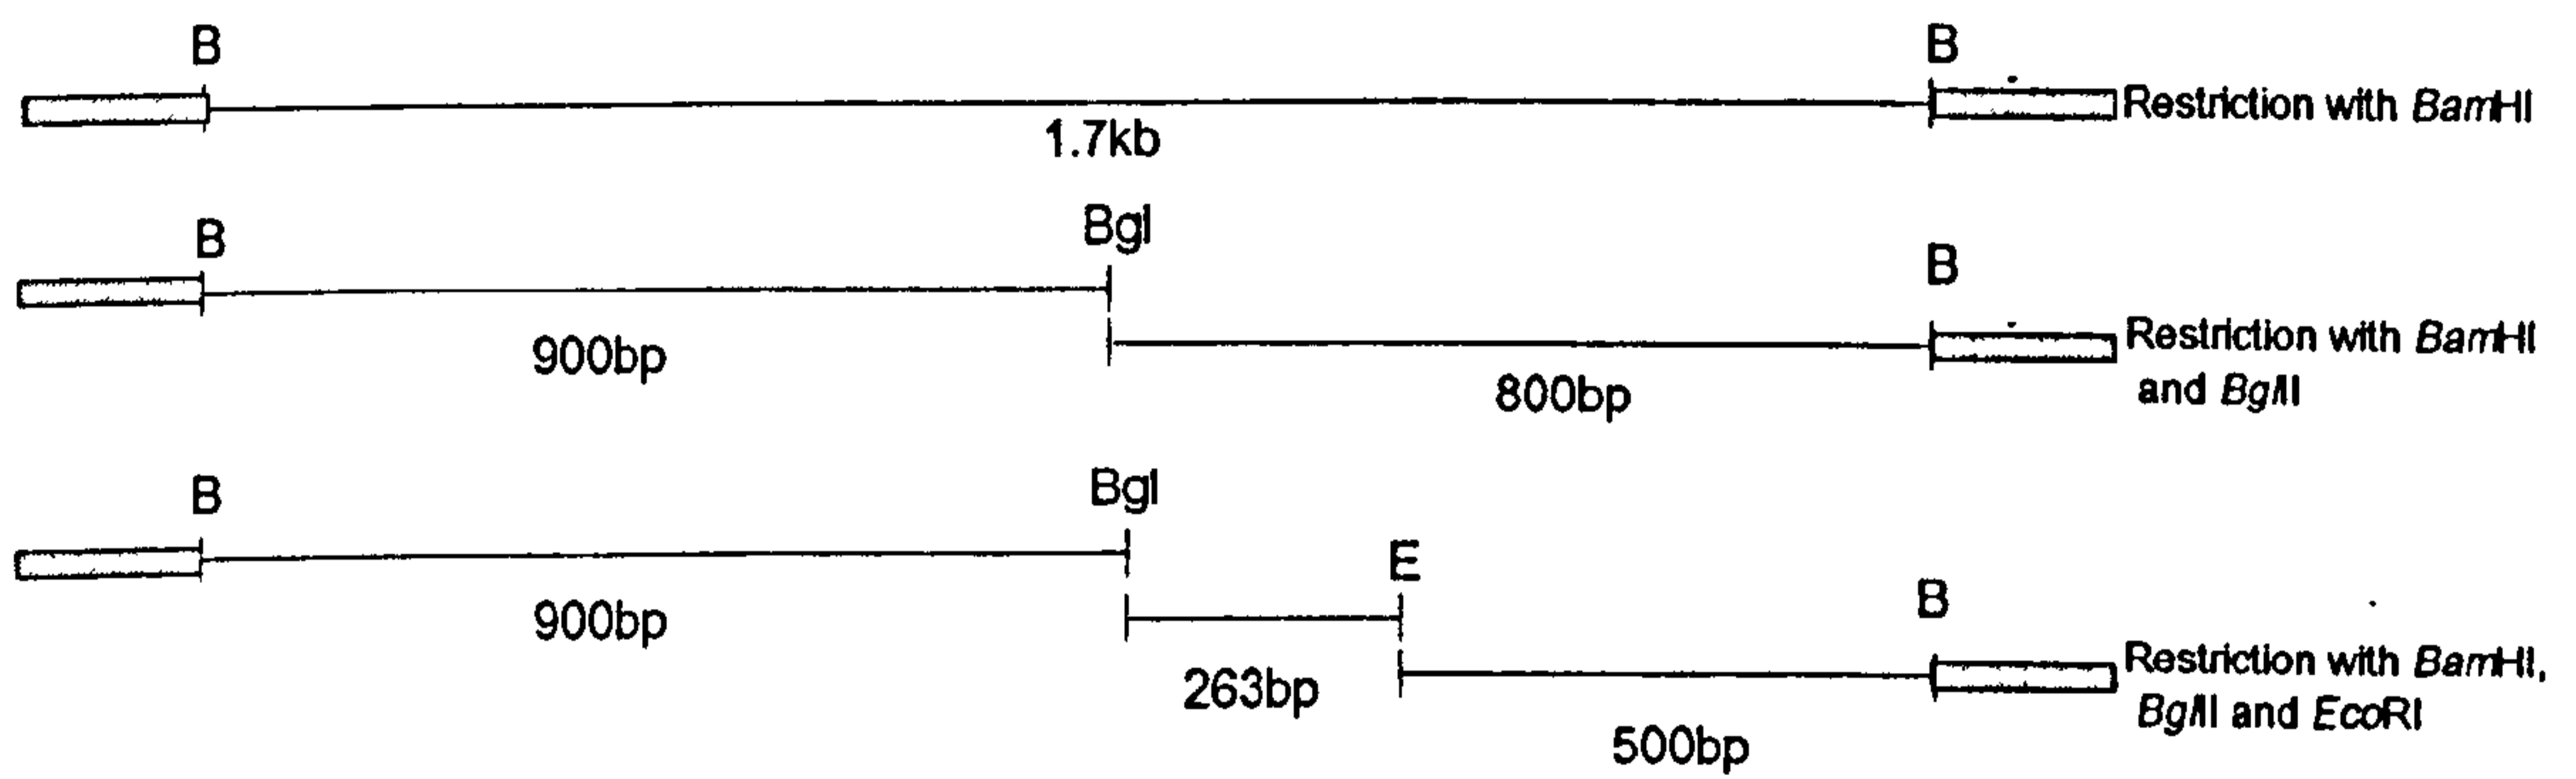 B
B
Restriction with BamHI
1.7kb
B
Bgl
B
900bp
800bp
Restriction with BamHI
and BglII
B
Bgl
E
B
900bp
263bp
500bp
Restriction with BamHI,
BglII and EcoRI